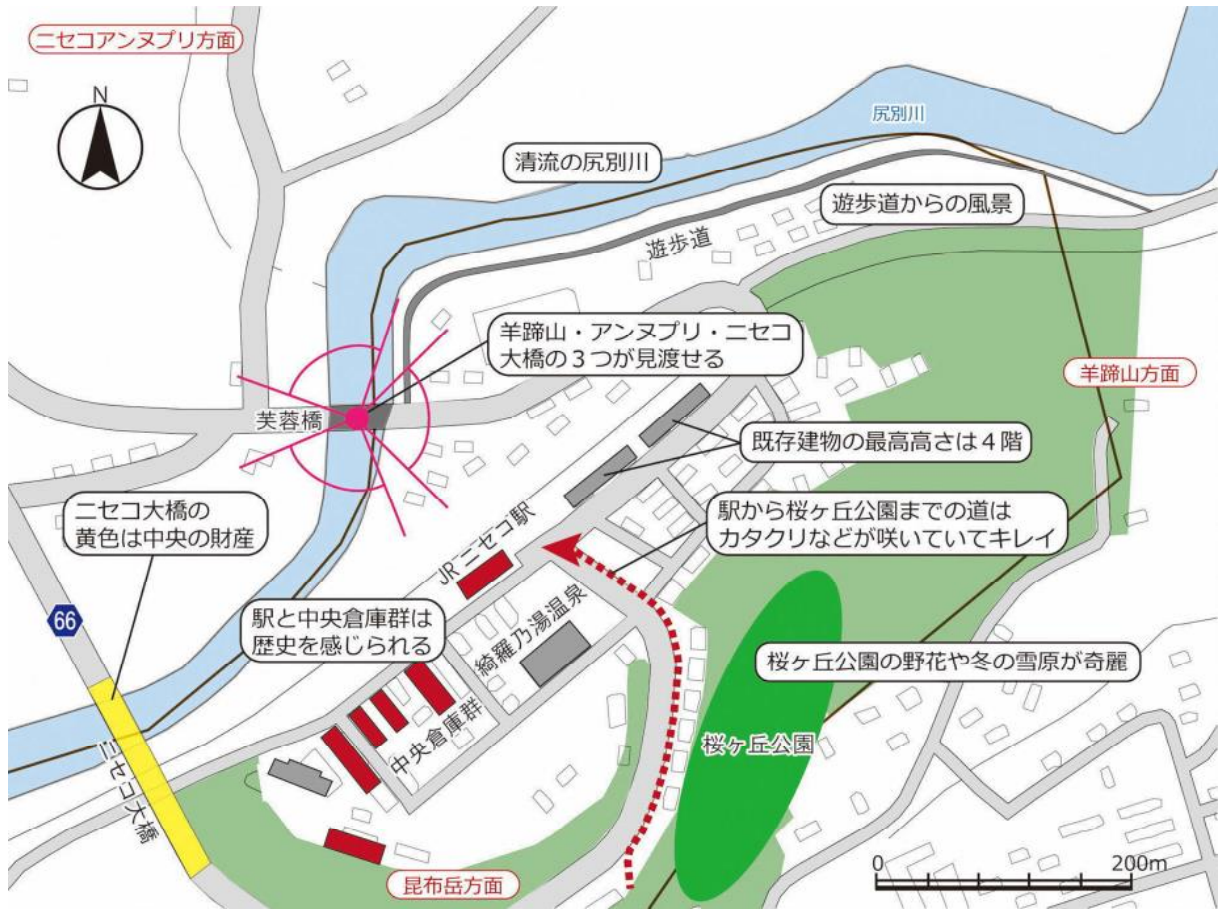 ニセコアンヌプリ方面
N
尻別川
清流の尻別川
遊歩道からの風景
遊歩道
羊蹄山・アンヌプリ・ニセコ
大橋の３つが見渡せる
羊蹄山方面
芙蓉橋
既存建物の最高高さは４階
ニセコ大橋の
黄色は中央の財産
JR ニセコ駅
駅から桜ヶ丘公園までの道は
カタクリなどが咲いていてキレイ
66
駅と中央倉庫群は
歴史を感じられる
綺羅乃湯温泉
桜ヶ丘公園の野花や冬の雪原が奇麗
中央倉庫群
桜ヶ丘公園
ニセコ大橋
昆布岳方面
0
200m